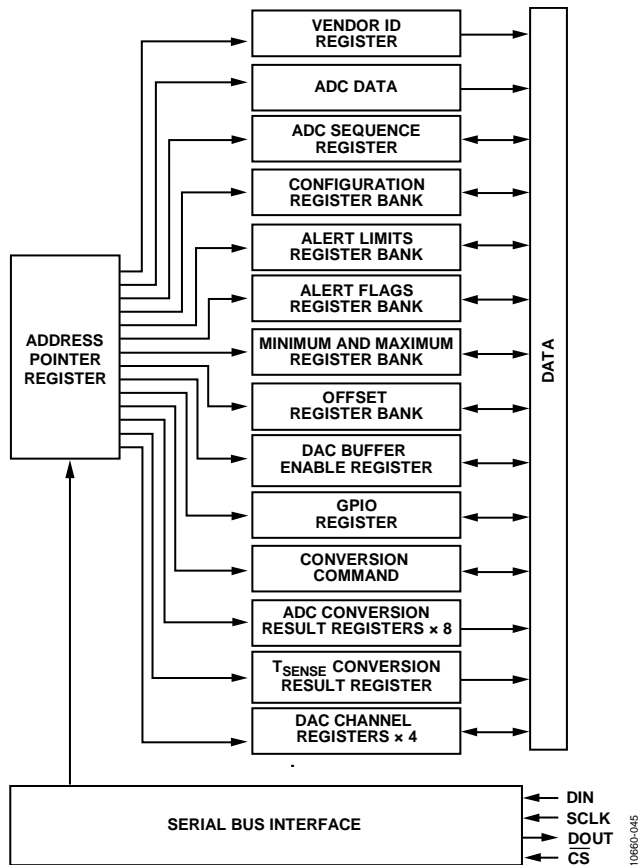 VENDOR ID
REGISTER
ADC DATA
ADC SEQUENCE
REGISTER
CONFIGURATION
REGISTER BANK
ALERT LIMITS
REGISTER BANK
ALERT FLAGS
REGISTER BANK
ADDRESS
POINTER
REGISTER
MINIMUM AND MAXIMUM
REGISTER BANK
DATA
OFFSET
REGISTER BANK
DAC BUFFER
ENABLE REGISTER
GPIO
REGISTER
CONVERSION
COMMAND
ADC CONVERSION
RESULT REGISTERS × 8
TSENSE CONVERSION
RESULT REGISTER
DAC CHANNEL
REGISTERS × 4
SERIAL BUS INTERFACE
DIN
SCLK
DOUT
CS
10660-045